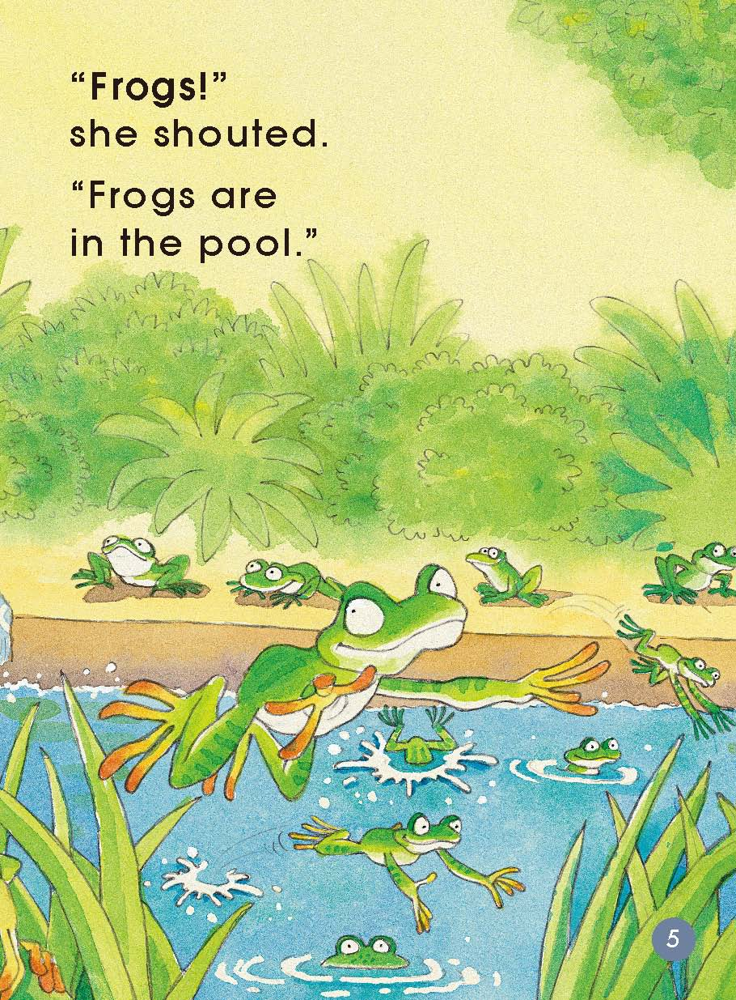 “Frogs!”
she shouted.
“Frogs are
in the pool.”
5